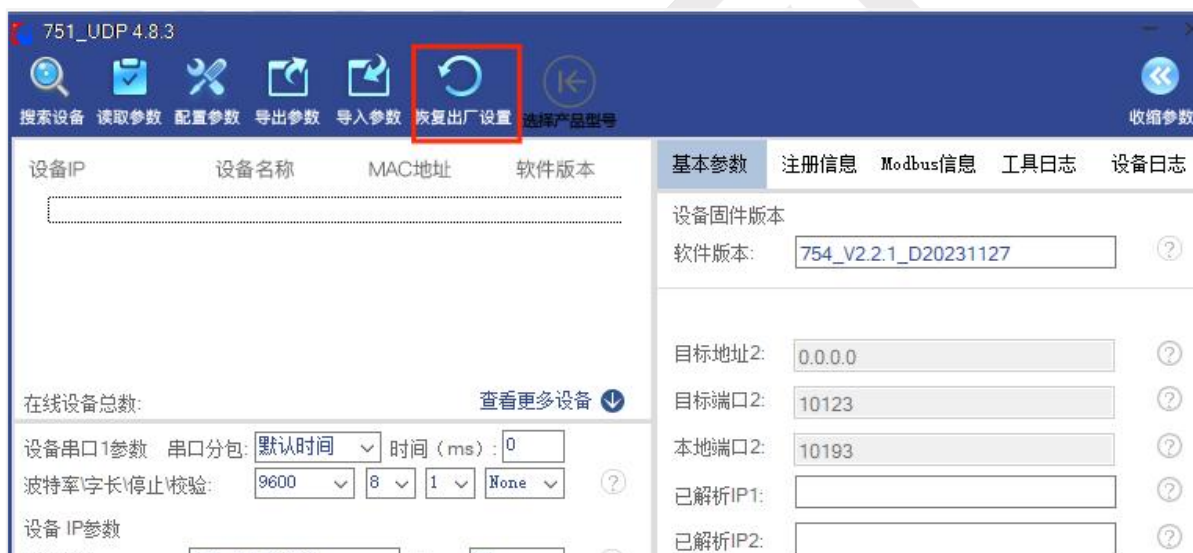 751_UDP 4.8.3
搜索设备 读取参数 配置参数 导出参数 导入参数 恢复出厂设置 选择产品型号 收缩参数
设备IP 设备名称 MAC地址 软件版本
在线设备总数: 查看更多设备
设备串口1参数 串口分包: 默认时间 时间（ms）: 0
波特率\字长\停止\校验: 9600 8 1 None ?
设备 IP参数
基本参数 注册信息 Modbus信息 工具日志 设备日志
设备固件版本
软件版本: 754_V2.2.1_D20231127 ?
目标地址2: 0.0.0.0 ?
目标端口2: 10123 ?
本地端口2: 10193 ?
已解析IP1: ?
已解析IP2: ?